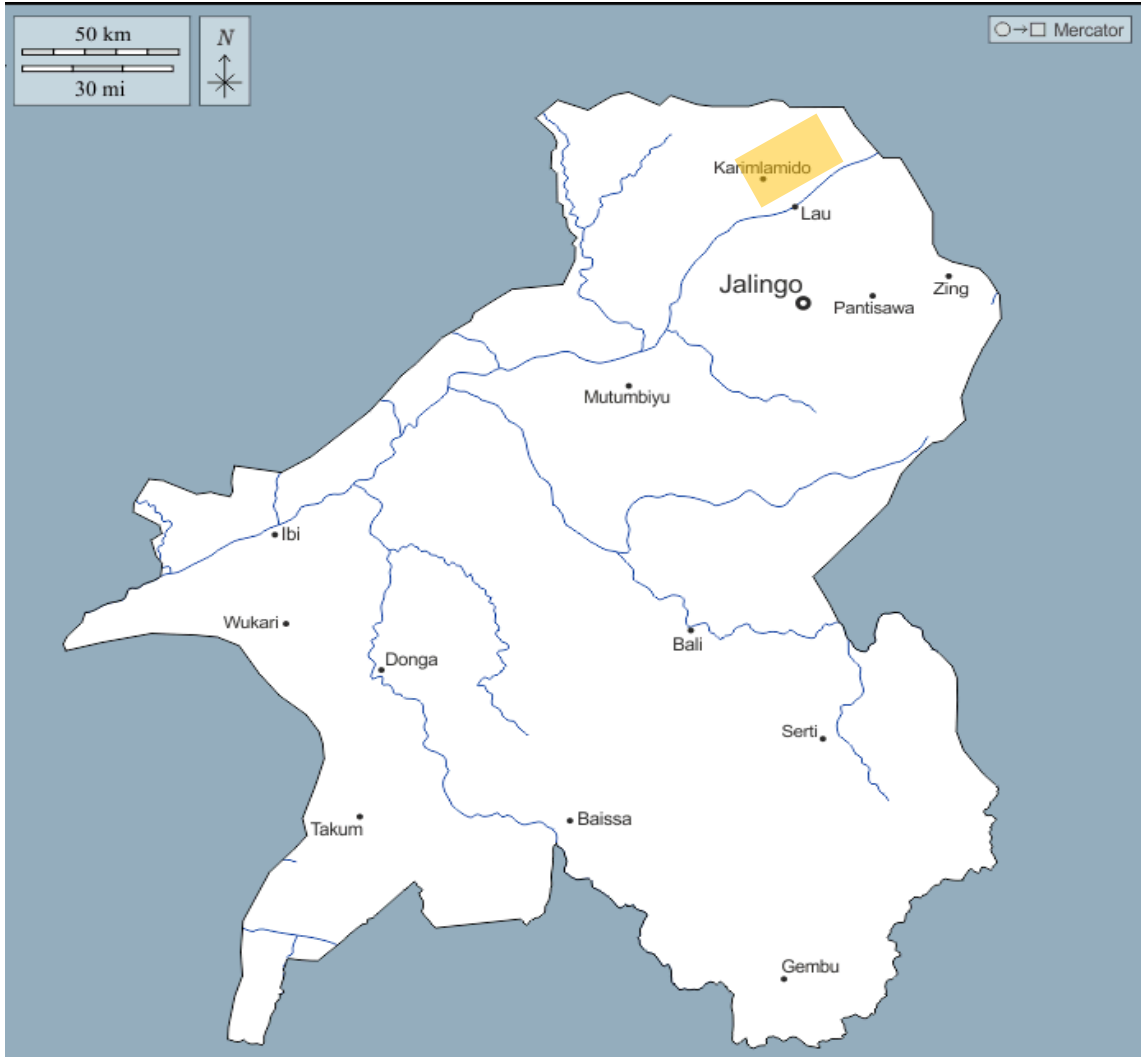 50 km
30 mi
N
○→□ Mercator
Karimlamido
Lau
Jalingo
Zing
Pantisawa
Mutumbiyu
Ibi
Wukari
Bali
Donga
Serti
Baissa
Takum
Gembu